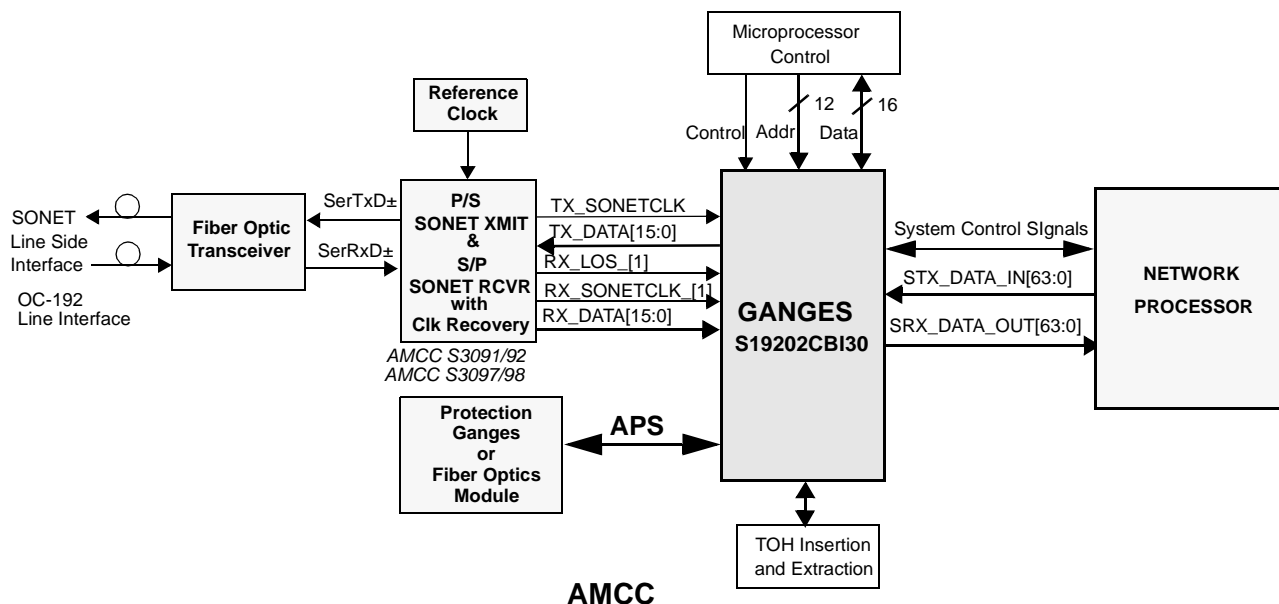 Microprocessor
Control
Reference
Clock
12
16
Control
Addr
Data
SONET
Line Side
Interface
OC-192
Line Interface
Fiber Optic
Transceiver
SerTxD±
SerRxD±
P/S
SONET XMIT
&
S/P
SONET RCVR
with
Clk Recovery
AMCC S3091/92
AMCC S3097/98
TX_SONETCLK
TX_DATA[15:0]
RX_LOS_[1]
RX_SONETCLK_[1]
RX_DATA[15:0]
GANGES
S19202CBI30
System Control SIgnals
STX_DATA_IN[63:0]
SRX_DATA_OUT[63:0]
NETWORK
PROCESSOR
Protection
Ganges
or
Fiber Optics
Module
APS
TOH Insertion
and Extraction
AMCC